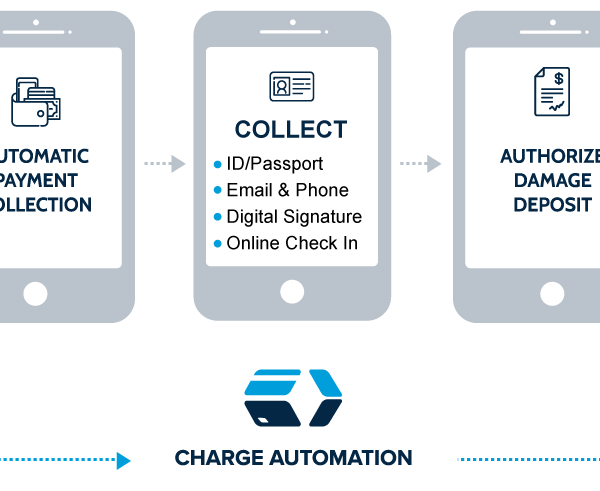 UTOMATIC
PAYMENT
OLLECTION
COLLECT
ID/Passport
Email & Phone
Digital Signature
Online Check In
AUTHORIZE
DAMAGE
DEPOSIT
$
CHARGE AUTOMATION